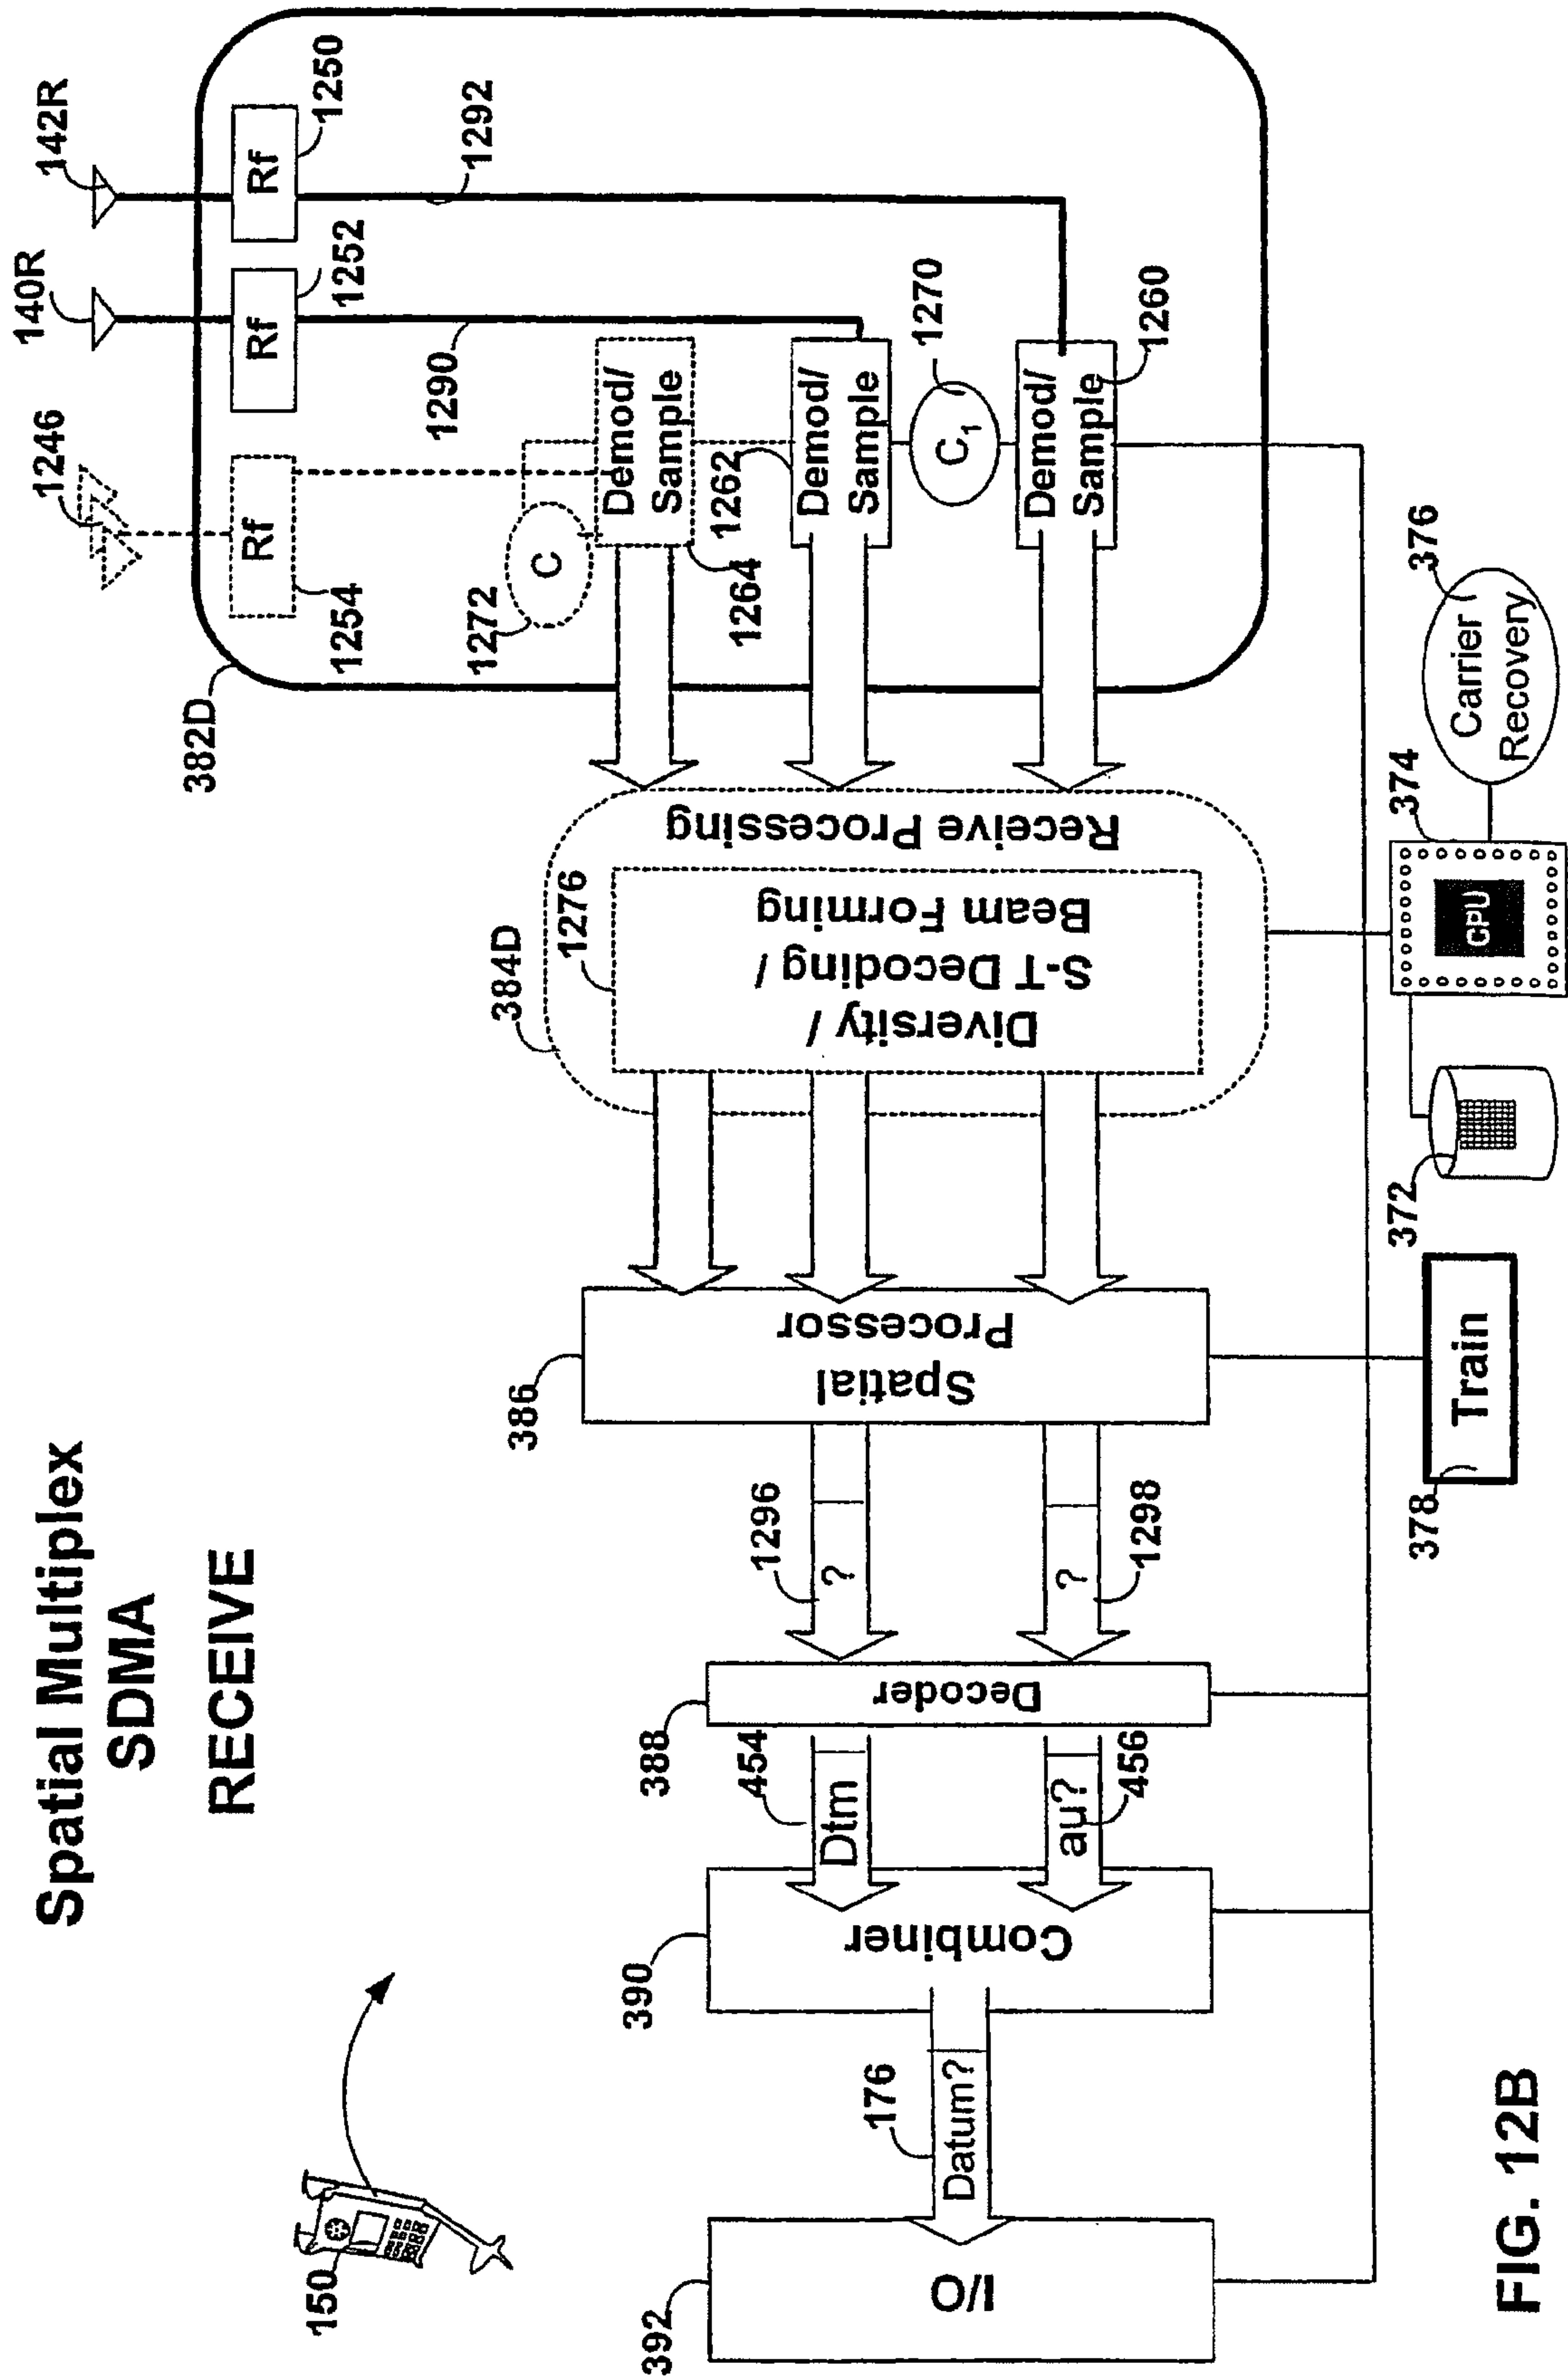 Spatial Multiplex
SDMA
RECEIVE
150
392
I/O
176
Datum?
390
Combiner
454
Dtm
au?
456
388
Decoder
1296
?
?
1298
386
Spatial
Processor
384D
1276
Diversity /
S-T Decoding /
Beam Forming
Receive Processing
382D
1246
140R
142R
Rf
1254
Rf
1252
Rf
1250
1290
1292
1272
C
Demod/
Sample
1264
1262
Demod/
Sample
C1
1270
Demod/
Sample
1260
378
Train
372
374
CPU
376
Carrier
Recovery
FIG. 12B